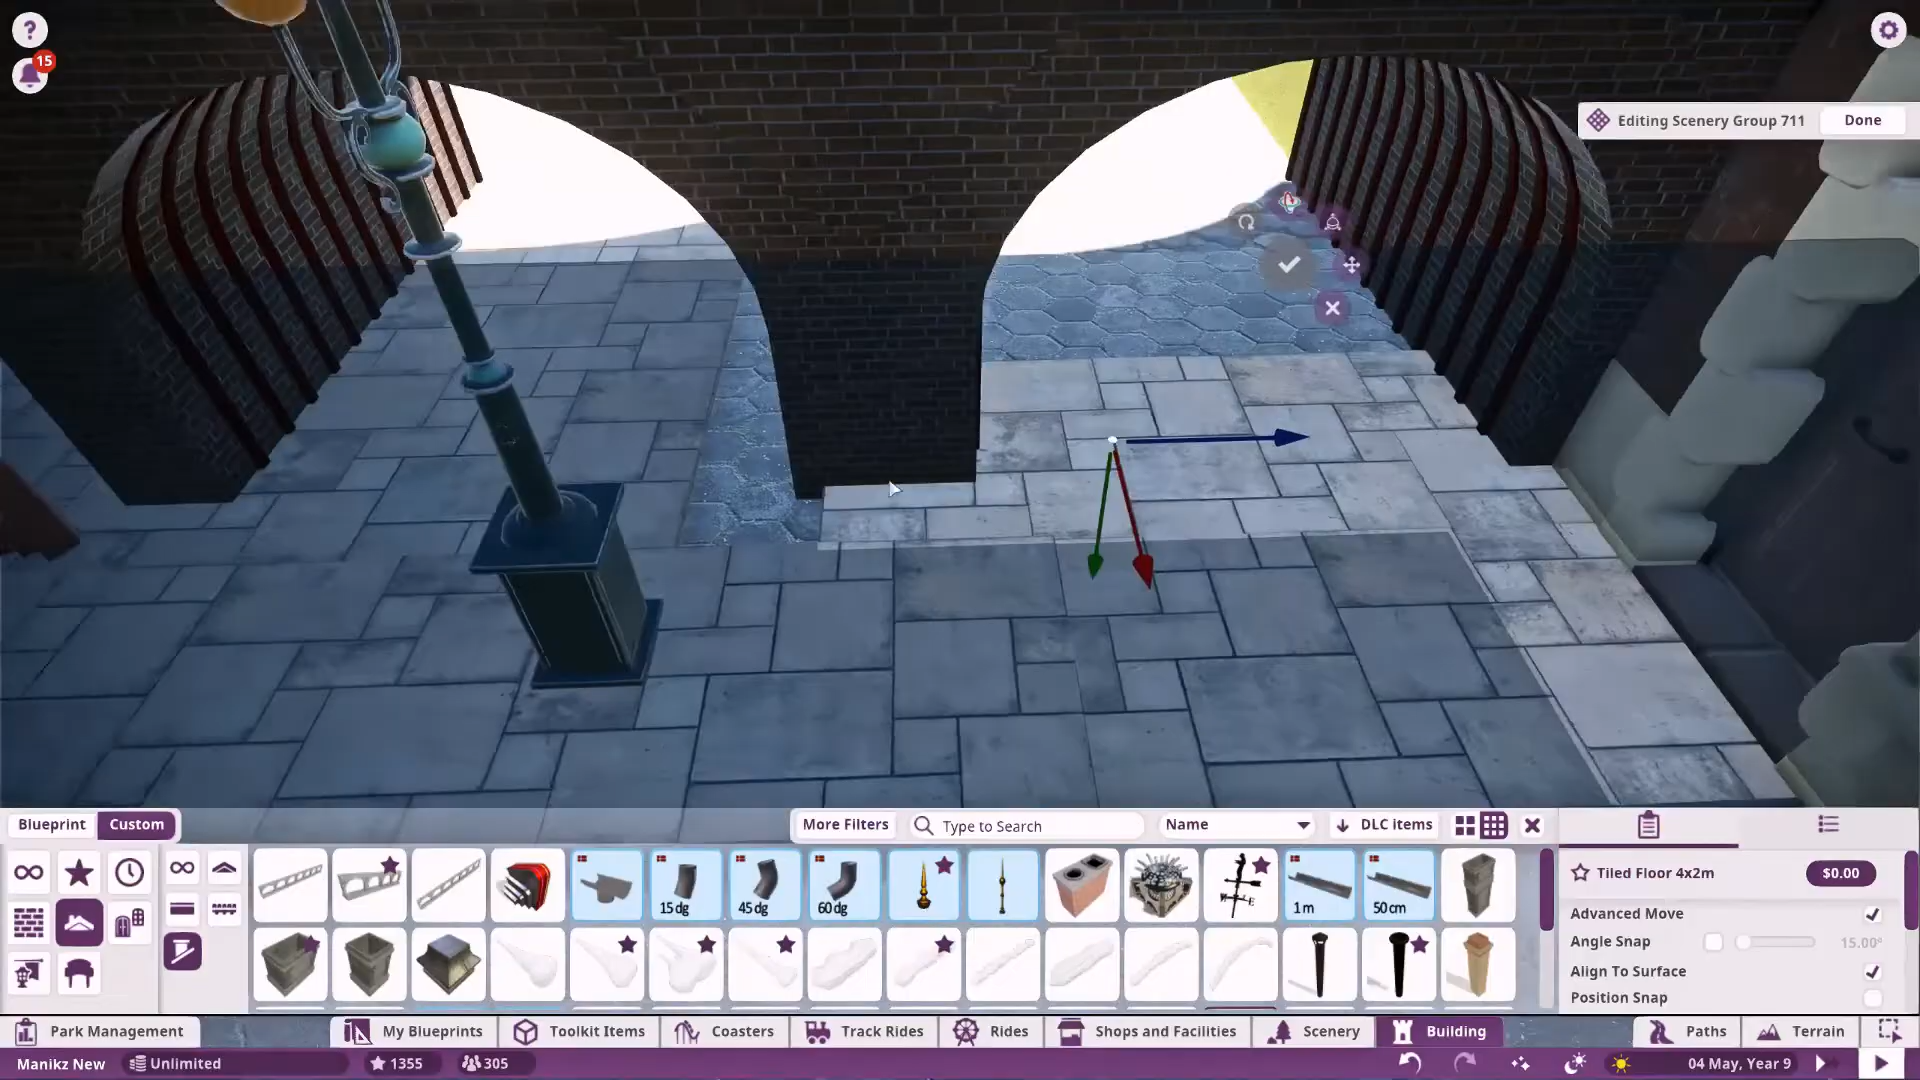 ?
15
Editing Scenery Group 711
Done
Blueprint
Custom
More Filters
Type to Search
Name
DLC items
Tiled Floor 4x2m
$0.00
Advanced Move
Angle Snap
15.00°
Align To Surface
Position Snap
15 dg
45 dg
60 dg
1 m
50 cm
Park Management
My Blueprints
Toolkit Items
Coasters
Track Rides
Rides
Shops and Facilities
Scenery
Building
Paths
Terrain
Manikz New
Unlimited
1355
305
04 May, Year 9